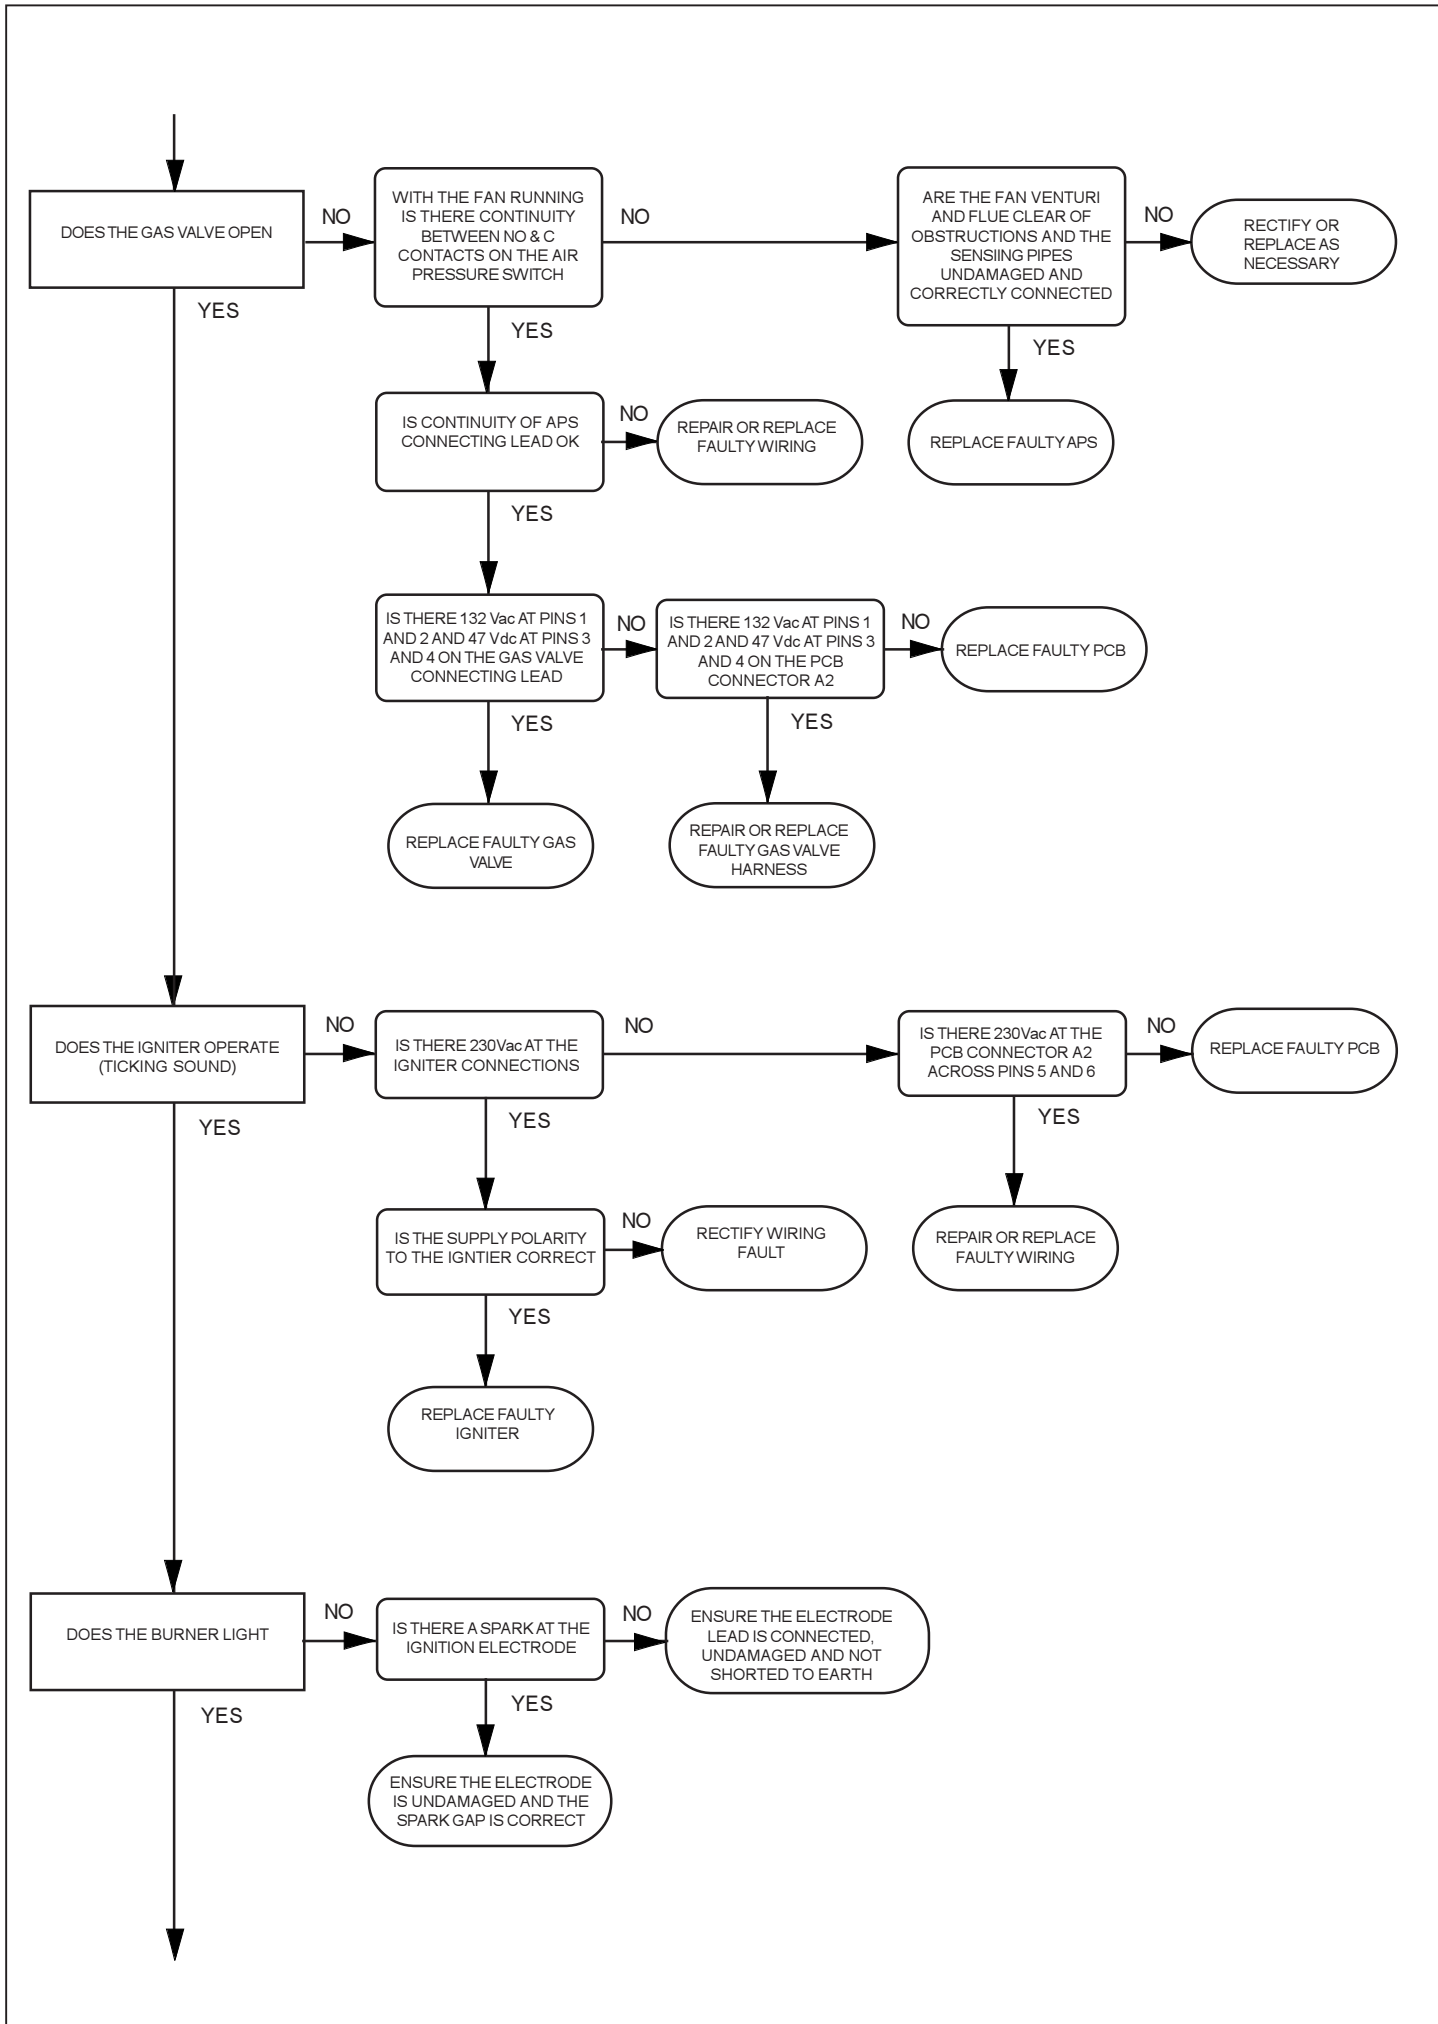 DOES THE GAS VALVE OPEN
NO
WITH THE FAN RUNNING
IS THERE CONTINUITY
BETWEEN NO & C
CONTACTS ON THE AIR
PRESSURE SWITCH
NO
ARE THE FAN VENTURI
AND FLUE CLEAR OF
OBSTRUCTIONS AND THE
SENSIING PIPES
UNDAMAGED AND
CORRECTLY CONNECTED
NO
RECTIFY OR
REPLACE AS
NECESSARY
YES
YES
YES
IS CONTINUITY OF APS
CONNECTING LEAD OK
NO
REPAIR OR REPLACE
FAULTY WIRING
REPLACE FAULTY APS
YES
IS THERE 132 Vac AT PINS 1
AND 2 AND 47 Vdc AT PINS 3
AND 4 ON THE GAS VALVE
CONNECTING LEAD
NO
IS THERE 132 Vac AT PINS 1
AND 2 AND 47 Vdc AT PINS 3
AND 4 ON THE PCB
CONNECTOR A2
NO
REPLACE FAULTY PCB
YES
YES
REPLACE FAULTY GAS
VALVE
REPAIR OR REPLACE
FAULTY GAS VALVE
HARNESS
DOES THE IGNITER OPERATE
(TICKING SOUND)
NO
IS THERE 230Vac AT THE
IGNITER CONNECTIONS
NO
IS THERE 230Vac AT THE
PCB CONNECTOR A2
ACROSS PINS 5 AND 6
NO
REPLACE FAULTY PCB
YES
YES
YES
IS THE SUPPLY POLARITY
TO THE IGNTIER CORRECT
NO
RECTIFY WIRING
FAULT
REPAIR OR REPLACE
FAULTY WIRING
YES
REPLACE FAULTY
IGNITER
DOES THE BURNER LIGHT
NO
IS THERE A SPARK AT THE
IGNITION ELECTRODE
NO
ENSURE THE ELECTRODE
LEAD IS CONNECTED,
UNDAMAGED AND NOT
SHORTED TO EARTH
YES
YES
ENSURE THE ELECTRODE
IS UNDAMAGED AND THE
SPARK GAP IS CORRECT